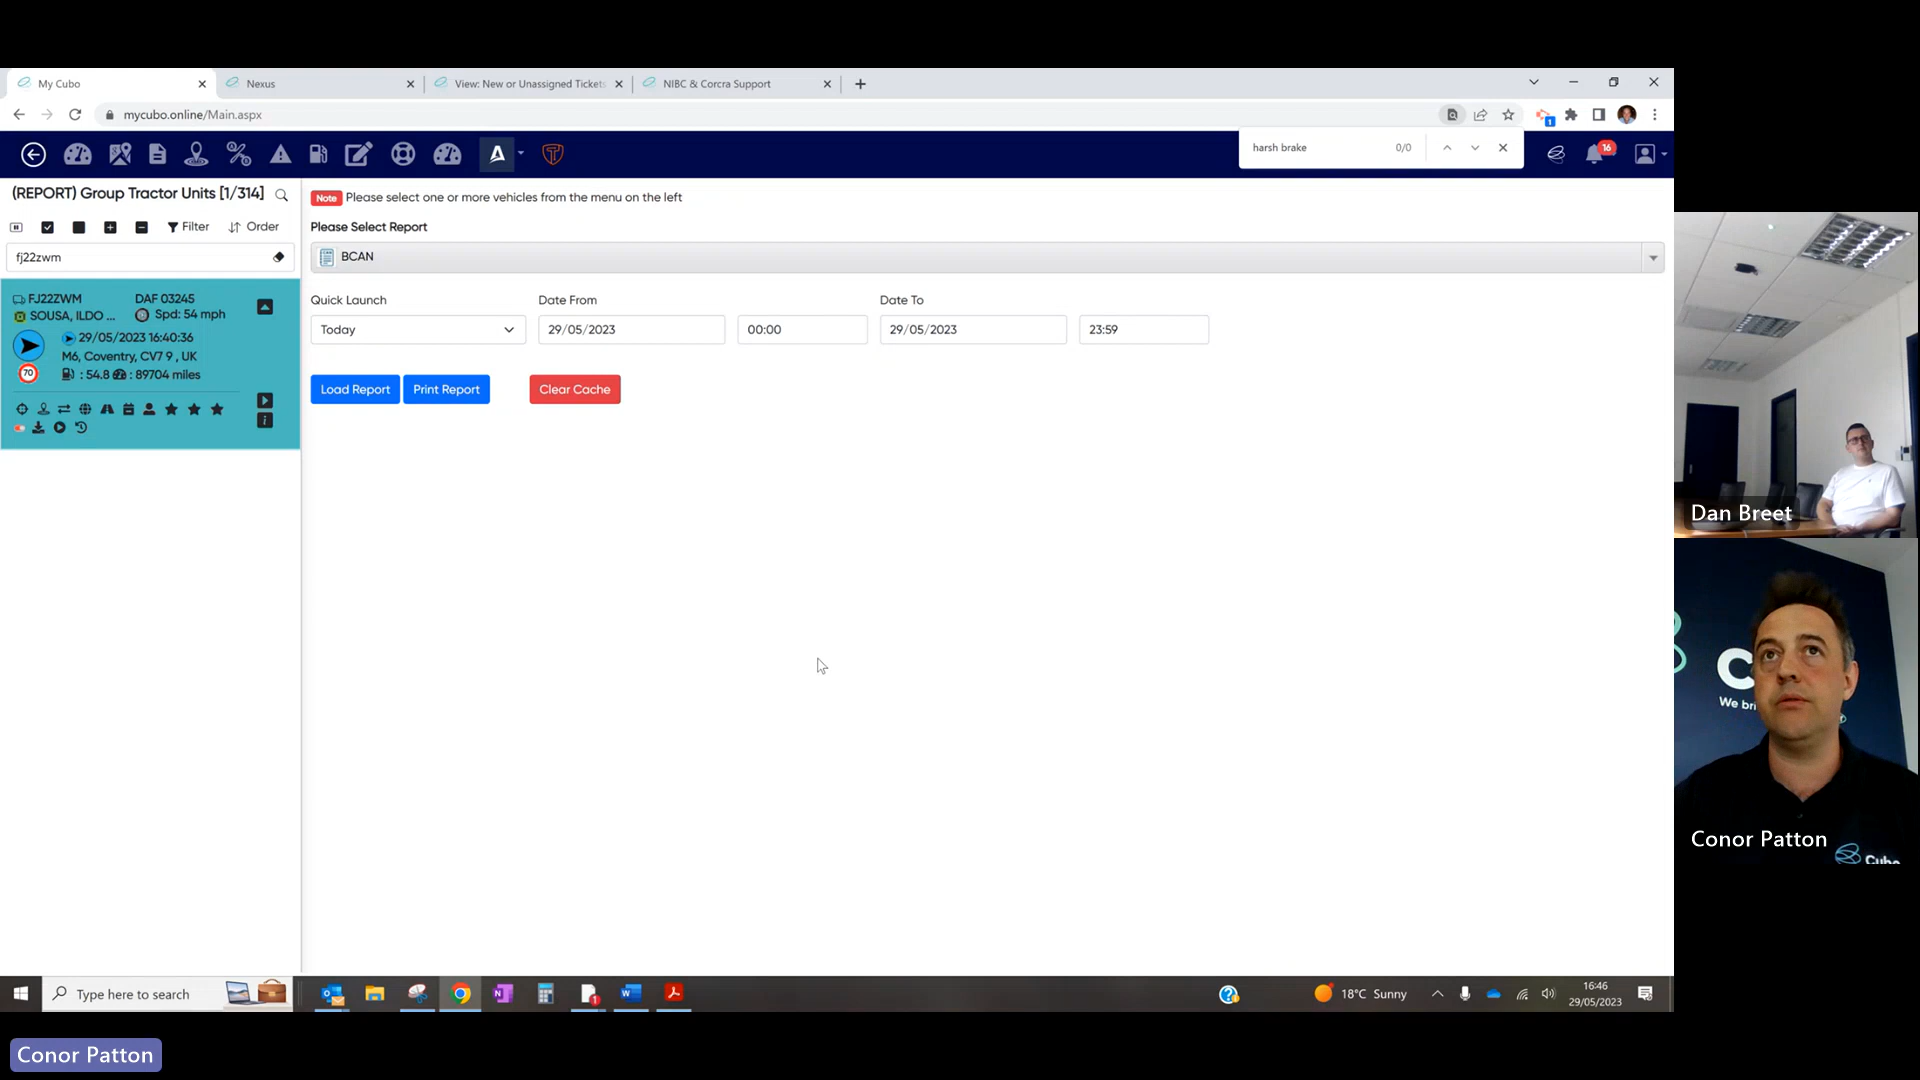 My Cubo
Nexus
View: New or Unassigned Tickets
NIBC & Corcra Support
mycubo.online/Main.aspx
1
harsh brake 0/0
16
(REPORT) Group Tractor Units [1/314]
Filter
Order
fj22zwm
FJ22ZWM DAF 03245
SOUSA, ILDO ... Spd: 54 mph
29/05/2023 16:40:36
M6, Coventry, CV7 9 , UK
70
: 54.8 : 89704 miles
Note Please select one or more vehicles from the menu on the left
Please Select Report
BCAN
Quick Launch Date From Date To
Today 29/05/2023 00:00 29/05/2023 23:59
Load Report Print Report Clear Cache
Dan Breet
C
We bri
Conor Patton
Cubo
Type here to search
18°C Sunny
16:46
29/05/2023
Conor Patton